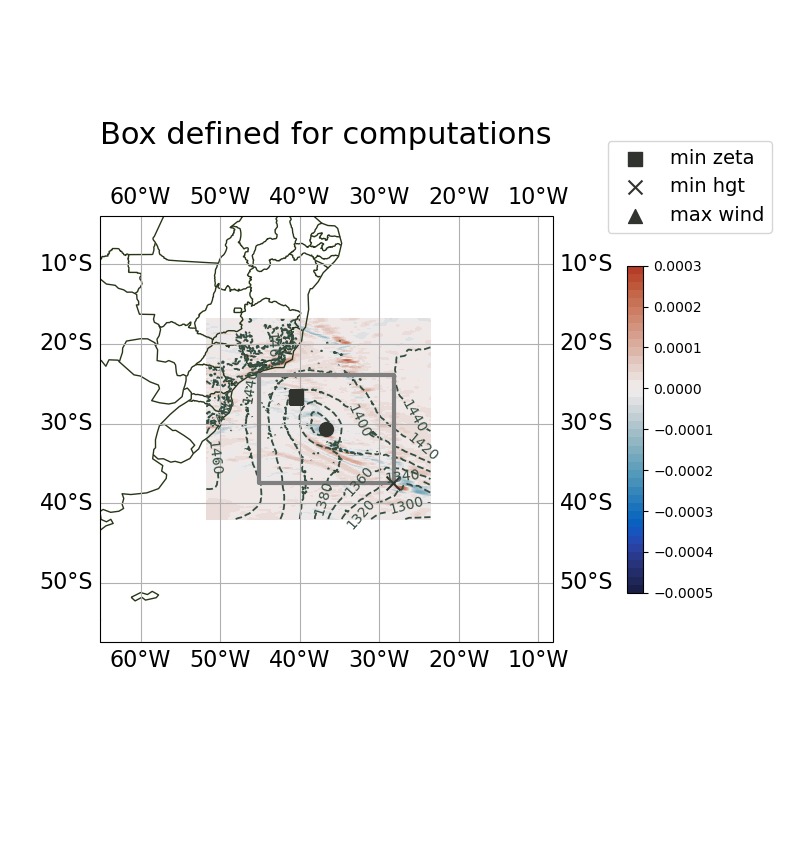 Box defined for computations
min zeta
min hgt
max wind
60°W 50°W 40°W 30°W 20°W 10°W
10°S 10°S
20°S 20°S
30°S 30°S
40°S 40°S
50°S 50°S
60°W 50°W 40°W 30°W 20°W 10°W
0.0003
0.0002
0.0001
0.0000
−0.0001
−0.0002
−0.0003
−0.0004
−0.0005
1440
1400
1420
1460
1340
1360
1380
1300
1320